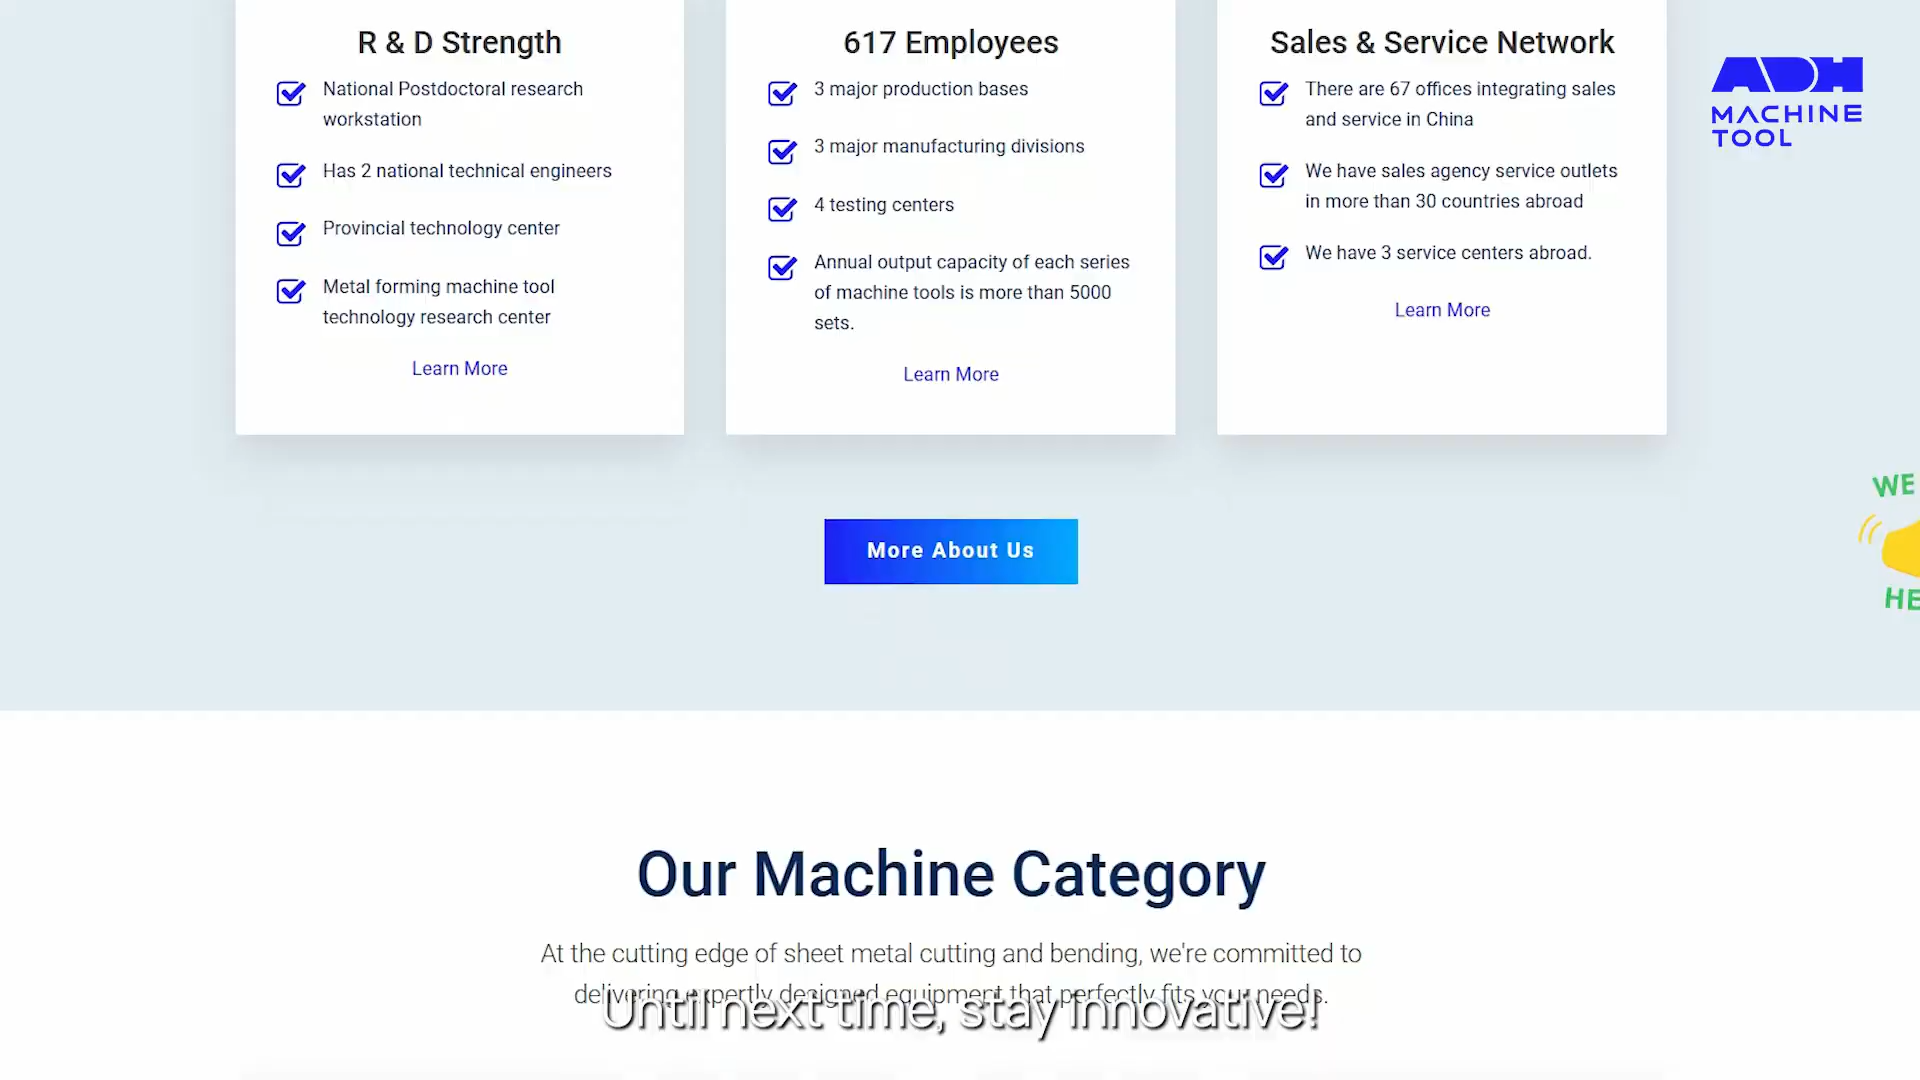 R & D Strength
National Postdoctoral research
workstation
Has 2 national technical engineers
Provincial technology center
Metal forming machine tool
technology research center
Learn More
617 Employees
3 major production bases
3 major manufacturing divisions
4 testing centers
Annual output capacity of each series
of machine tools is more than 5000
sets.
Learn More
Sales & Service Network
There are 67 offices integrating sales
and service in China
We have sales agency service outlets
in more than 30 countries abroad
We have 3 service centers abroad.
Learn More
ADH
MACHINE
TOOL
WE
HE
More About Us
Our Machine Category
At the cutting edge of sheet metal cutting and bending, we're committed to
delivering expertly designed equipment that perfectly fits your needs.
Until next time, stay innovative!